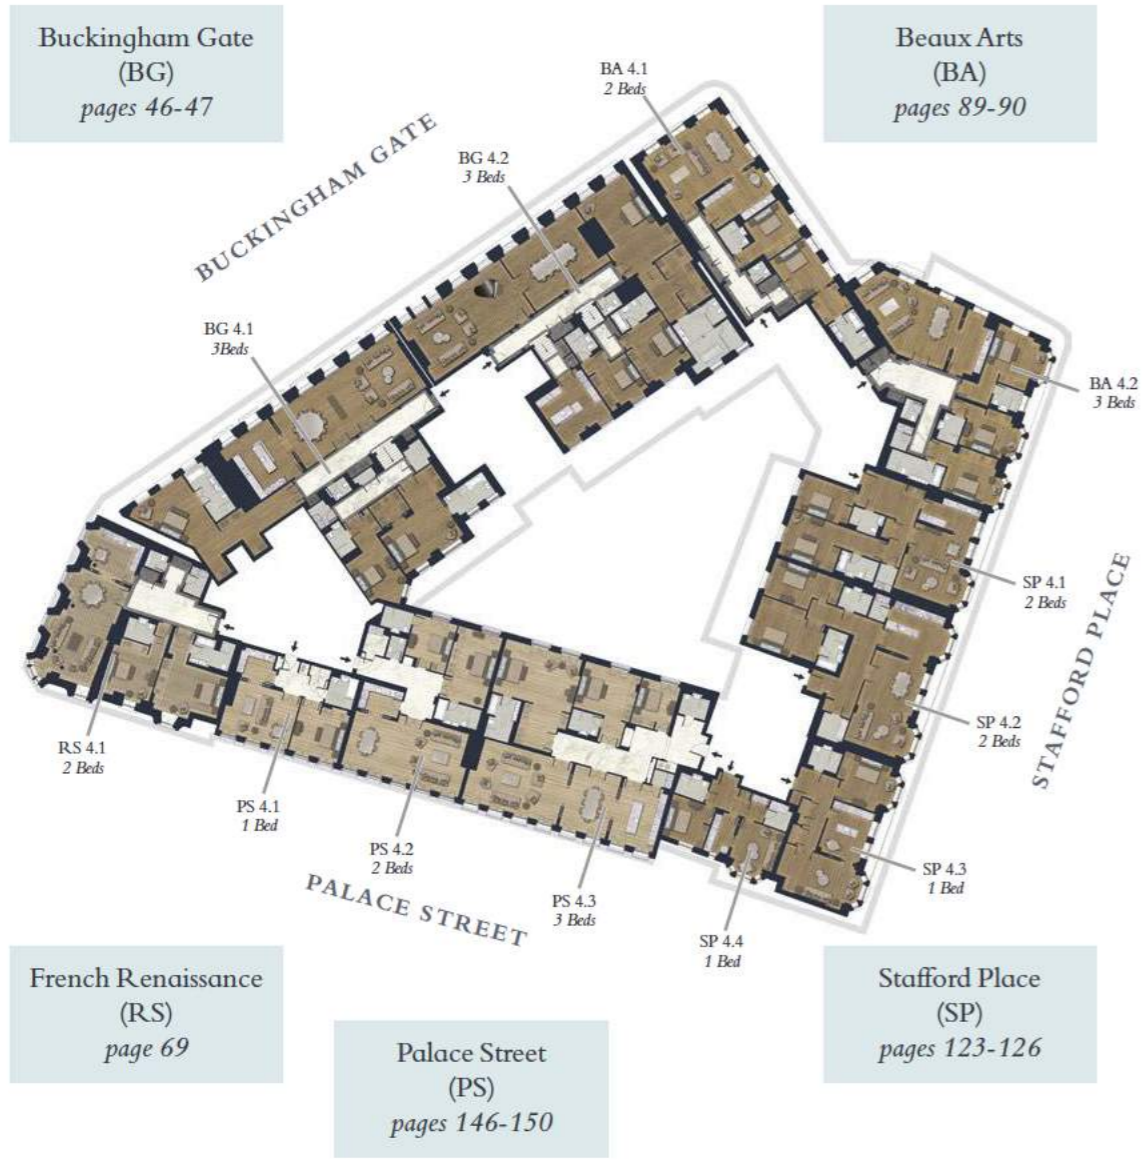 Buckingham Gate
(BG)
pages 46-47
Beaux Arts
(BA)
pages 89-90
BA 4.1
2 Beds
BUCKINGHAM GATE
BG 4.2
3 Beds
BG 4.1
3Beds
BA 4.2
3 Beds
SP 4.1
2 Beds
STAFFORD PLACE
SP 4.2
2 Beds
RS 4.1
2 Beds
PS 4.1
1 Bed
PS 4.2
2 Beds
SP 4.3
1 Bed
PALACE STREET
PS 4.3
3 Beds
SP 4.4
1 Bed
French Renaissance
(RS)
page 69
Palace Street
(PS)
pages 146-150
Stafford Place
(SP)
pages 123-126